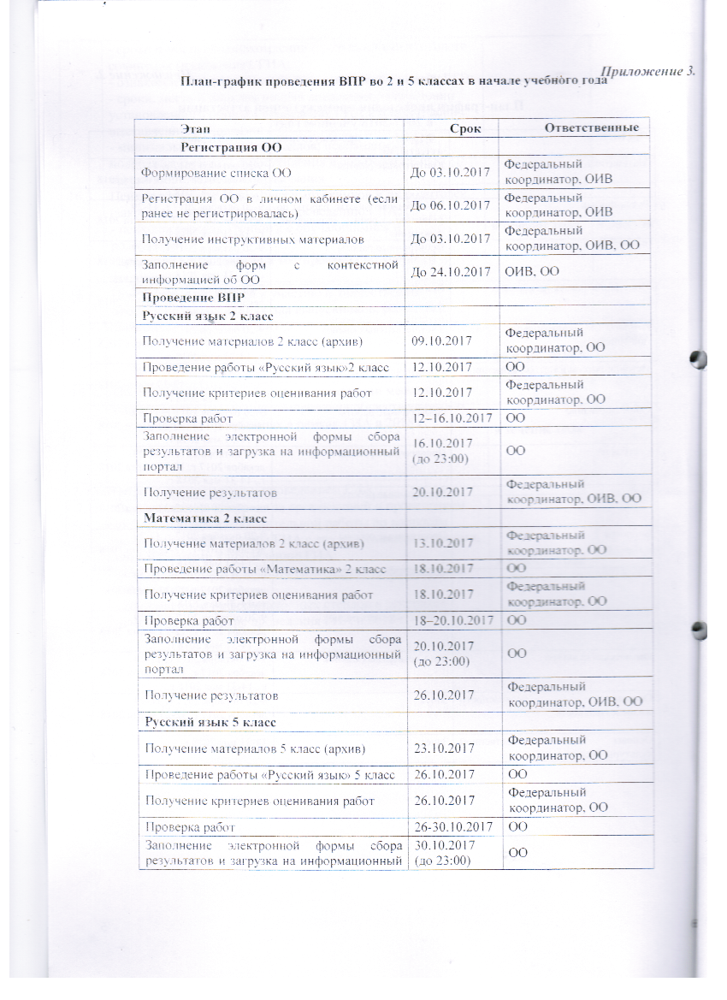 Приложение 3.
План-график проведения ВПР во 2 и 5 классах в начале учебного года
Этап Срок Ответственные
Регистрация ОО
Формирование списка ОО До 03.10.2017 Федеральный
координатор, ОИВ
Регистрация ОО в личном кабинете (если
ранее не регистрировалась) До 06.10.2017 Федеральный
координатор, ОИВ
Получение инструктивных материалов До 03.10.2017 Федеральный
координатор, ОИВ, ОО
Заполнение форм с контекстной
информацией об ОО До 24.10.2017 ОИВ, ОО
Проведение ВПР
Русский язык 2 класс
Получение материалов 2 класс (архив) 09.10.2017 Федеральный
координатор, ОО
Проведение работы «Русский язык»2 класс 12.10.2017 ОО
Получение критериев оценивания работ 12.10.2017 Федеральный
координатор, ОО
Проверка работ 12–16.10.2017 ОО
Заполнение электронной формы сбора
результатов и загрузка на информационный
портал
16.10.2017
(до 23:00)
ОО
Получение результатов 20.10.2017 Федеральный
координатор, ОИВ, ОО
Математика 2 класс
Получение материалов 2 класс (архив) 13.10.2017 Федеральный
координатор, ОО
Проведение работы «Математика» 2 класс 18.10.2017 ОО
Получение критериев оценивания работ 18.10.2017 Федеральный
координатор, ОО
Проверка работ 18–20.10.2017 ОО
Заполнение электронной формы сбора
результатов и загрузка на информационный
портал
20.10.2017
(до 23:00)
ОО
Получение результатов 26.10.2017 Федеральный
координатор, ОИВ, ОО
Русский язык 5 класс
Получение материалов 5 класс (архив) 23.10.2017 Федеральный
координатор, ОО
Проведение работы «Русский язык» 5 класс 26.10.2017 ОО
Получение критериев оценивания работ 26.10.2017 Федеральный
координатор, ОО
Проверка работ 26-30.10.2017 ОО
Заполнение электронной формы сбора
результатов и загрузка на информационный
30.10.2017
(до 23:00)
ОО